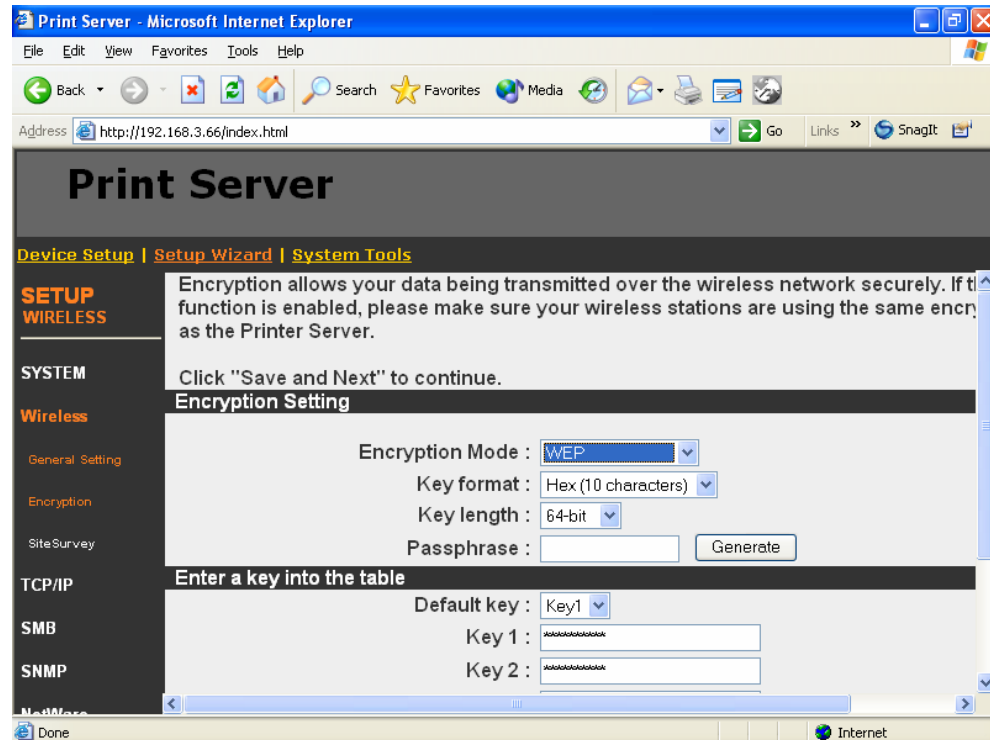 Print Server - Microsoft Internet Explorer
File Edit View Favorites Tools Help
Back Search Favorites Media
Address http://192.168.3.66/index.html Go Links » SnagIt
Print Server
Device Setup | Setup Wizard | System Tools
SETUP
WIRELESS
SYSTEM
Wireless
General Setting
Encryption
SiteSurvey
TCP/IP
SMB
SNMP
NetWare
Encryption allows your data being transmitted over the wireless network securely. If
function is enabled, please make sure your wireless stations are using the same
as the Printer Server.
Click "Save and Next" to continue.
Encryption Setting
Encryption Mode : WEP
Key format : Hex (10 characters)
Key length : 64-bit
Passphrase : Generate
Enter a key into the table
Default key : Key1
Key 1 : **********
Key 2 : **********
Done Internet